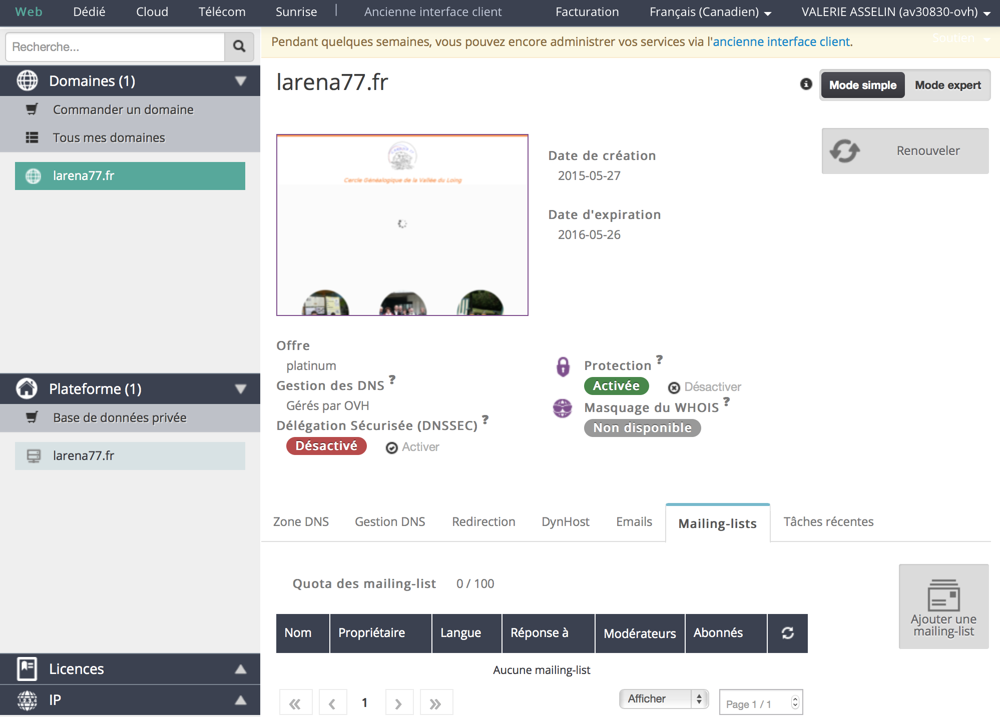 Web Dédié Cloud Télécom Sunrise | Ancienne interface client Facturation Français (Canadien) VALERIE ASSELIN (av30830-ovh)
Recherche...
Pendant quelques semaines, vous pouvez encore administrer vos services via l'ancienne interface client.
Soutien
Domaines (1)
Commander un domaine
Tous mes domaines
larena77.fr
Plateforme (1)
Base de données privée
larena77.fr
Licences
IP
larena77.fr
Mode simple Mode expert
Renouveler
Cercle Généalogique de la Vallée du Loing
Date de création
2015-05-27
Date d'expiration
2016-05-26
Offre
platinum
Gestion des DNS ?
Gérés par OVH
Délégation Sécurisée (DNSSEC) ?
Désactivé Activer
Protection ?
Activée Désactiver
Masquage du WHOIS ?
Non disponible
Zone DNS Gestion DNS Redirection DynHost Emails Mailing-lists Tâches récentes
Quota des mailing-list 0 / 100
Ajouter une
mailing-list
Nom Propriétaire Langue Réponse à Modérateurs Abonnés
Aucune mailing-list
« ‹ 1 › » Afficher Page 1 / 1